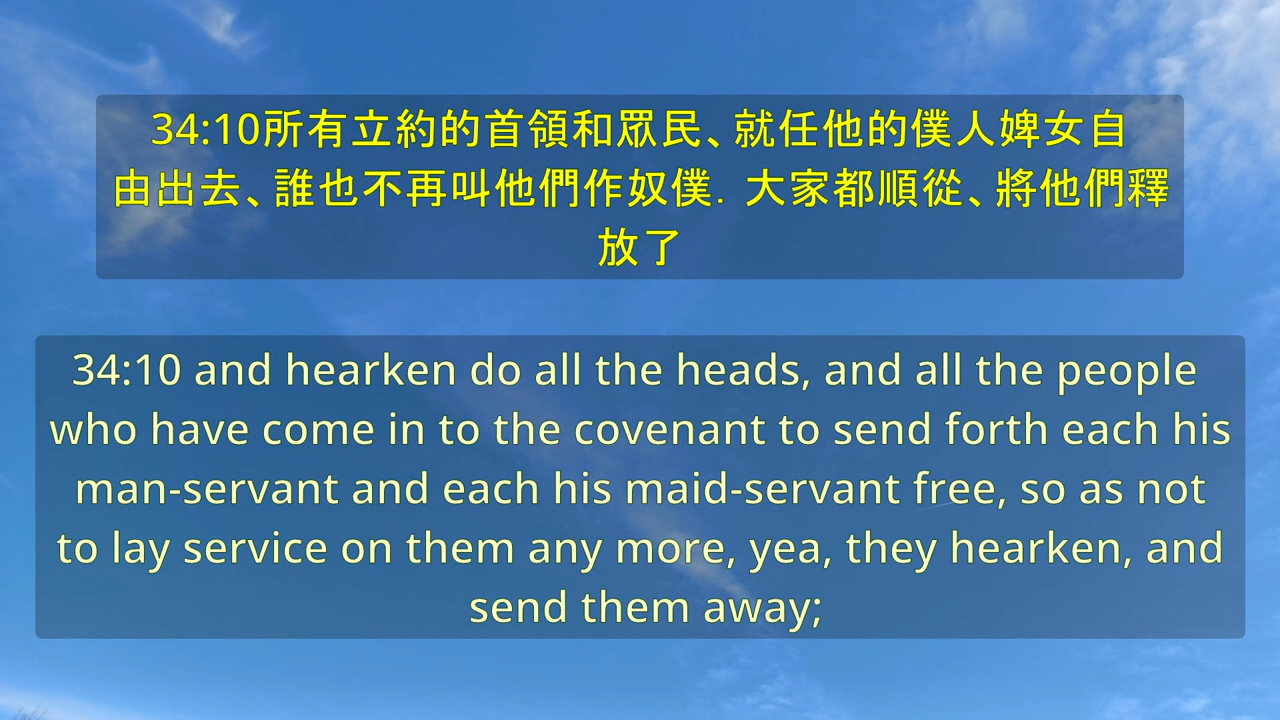 34:10所有立約的首領和眾民、就任他的僕人婢女自
由出去、誰也不再叫他們作奴僕．大家都順從、將他們釋
放了
34:10 and hearken do all the heads, and all the people
who have come in to the covenant to send forth each his
man-servant and each his maid-servant free, so as not
to lay service on them any more, yea, they hearken, and
send them away;